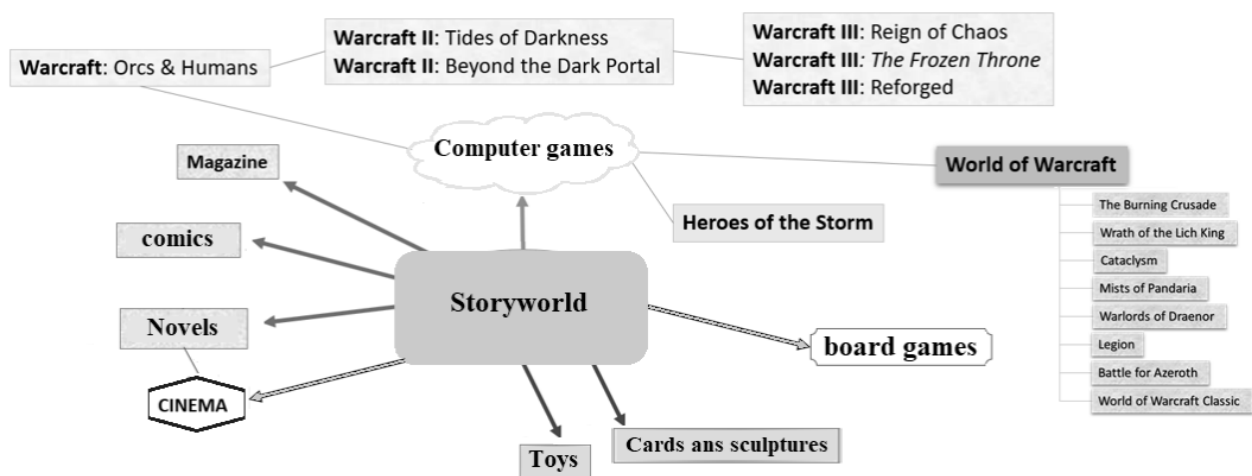 Warcraft: Orcs & Humans
Warcraft II: Tides of Darkness
Warcraft II: Beyond the Dark Portal
Warcraft III: Reign of Chaos
Warcraft III: The Frozen Throne
Warcraft III: Reforged
Computer games
World of Warcraft
The Burning Crusade
Wrath of the Lich King
Cataclysm
Mists of Pandaria
Warlords of Draenor
Legion
Battle for Azeroth
World of Warcraft Classic
Heroes of the Storm
Magazine
comics
Novels
CINEMA
Storyworld
board games
Toys
Cards ans sculptures